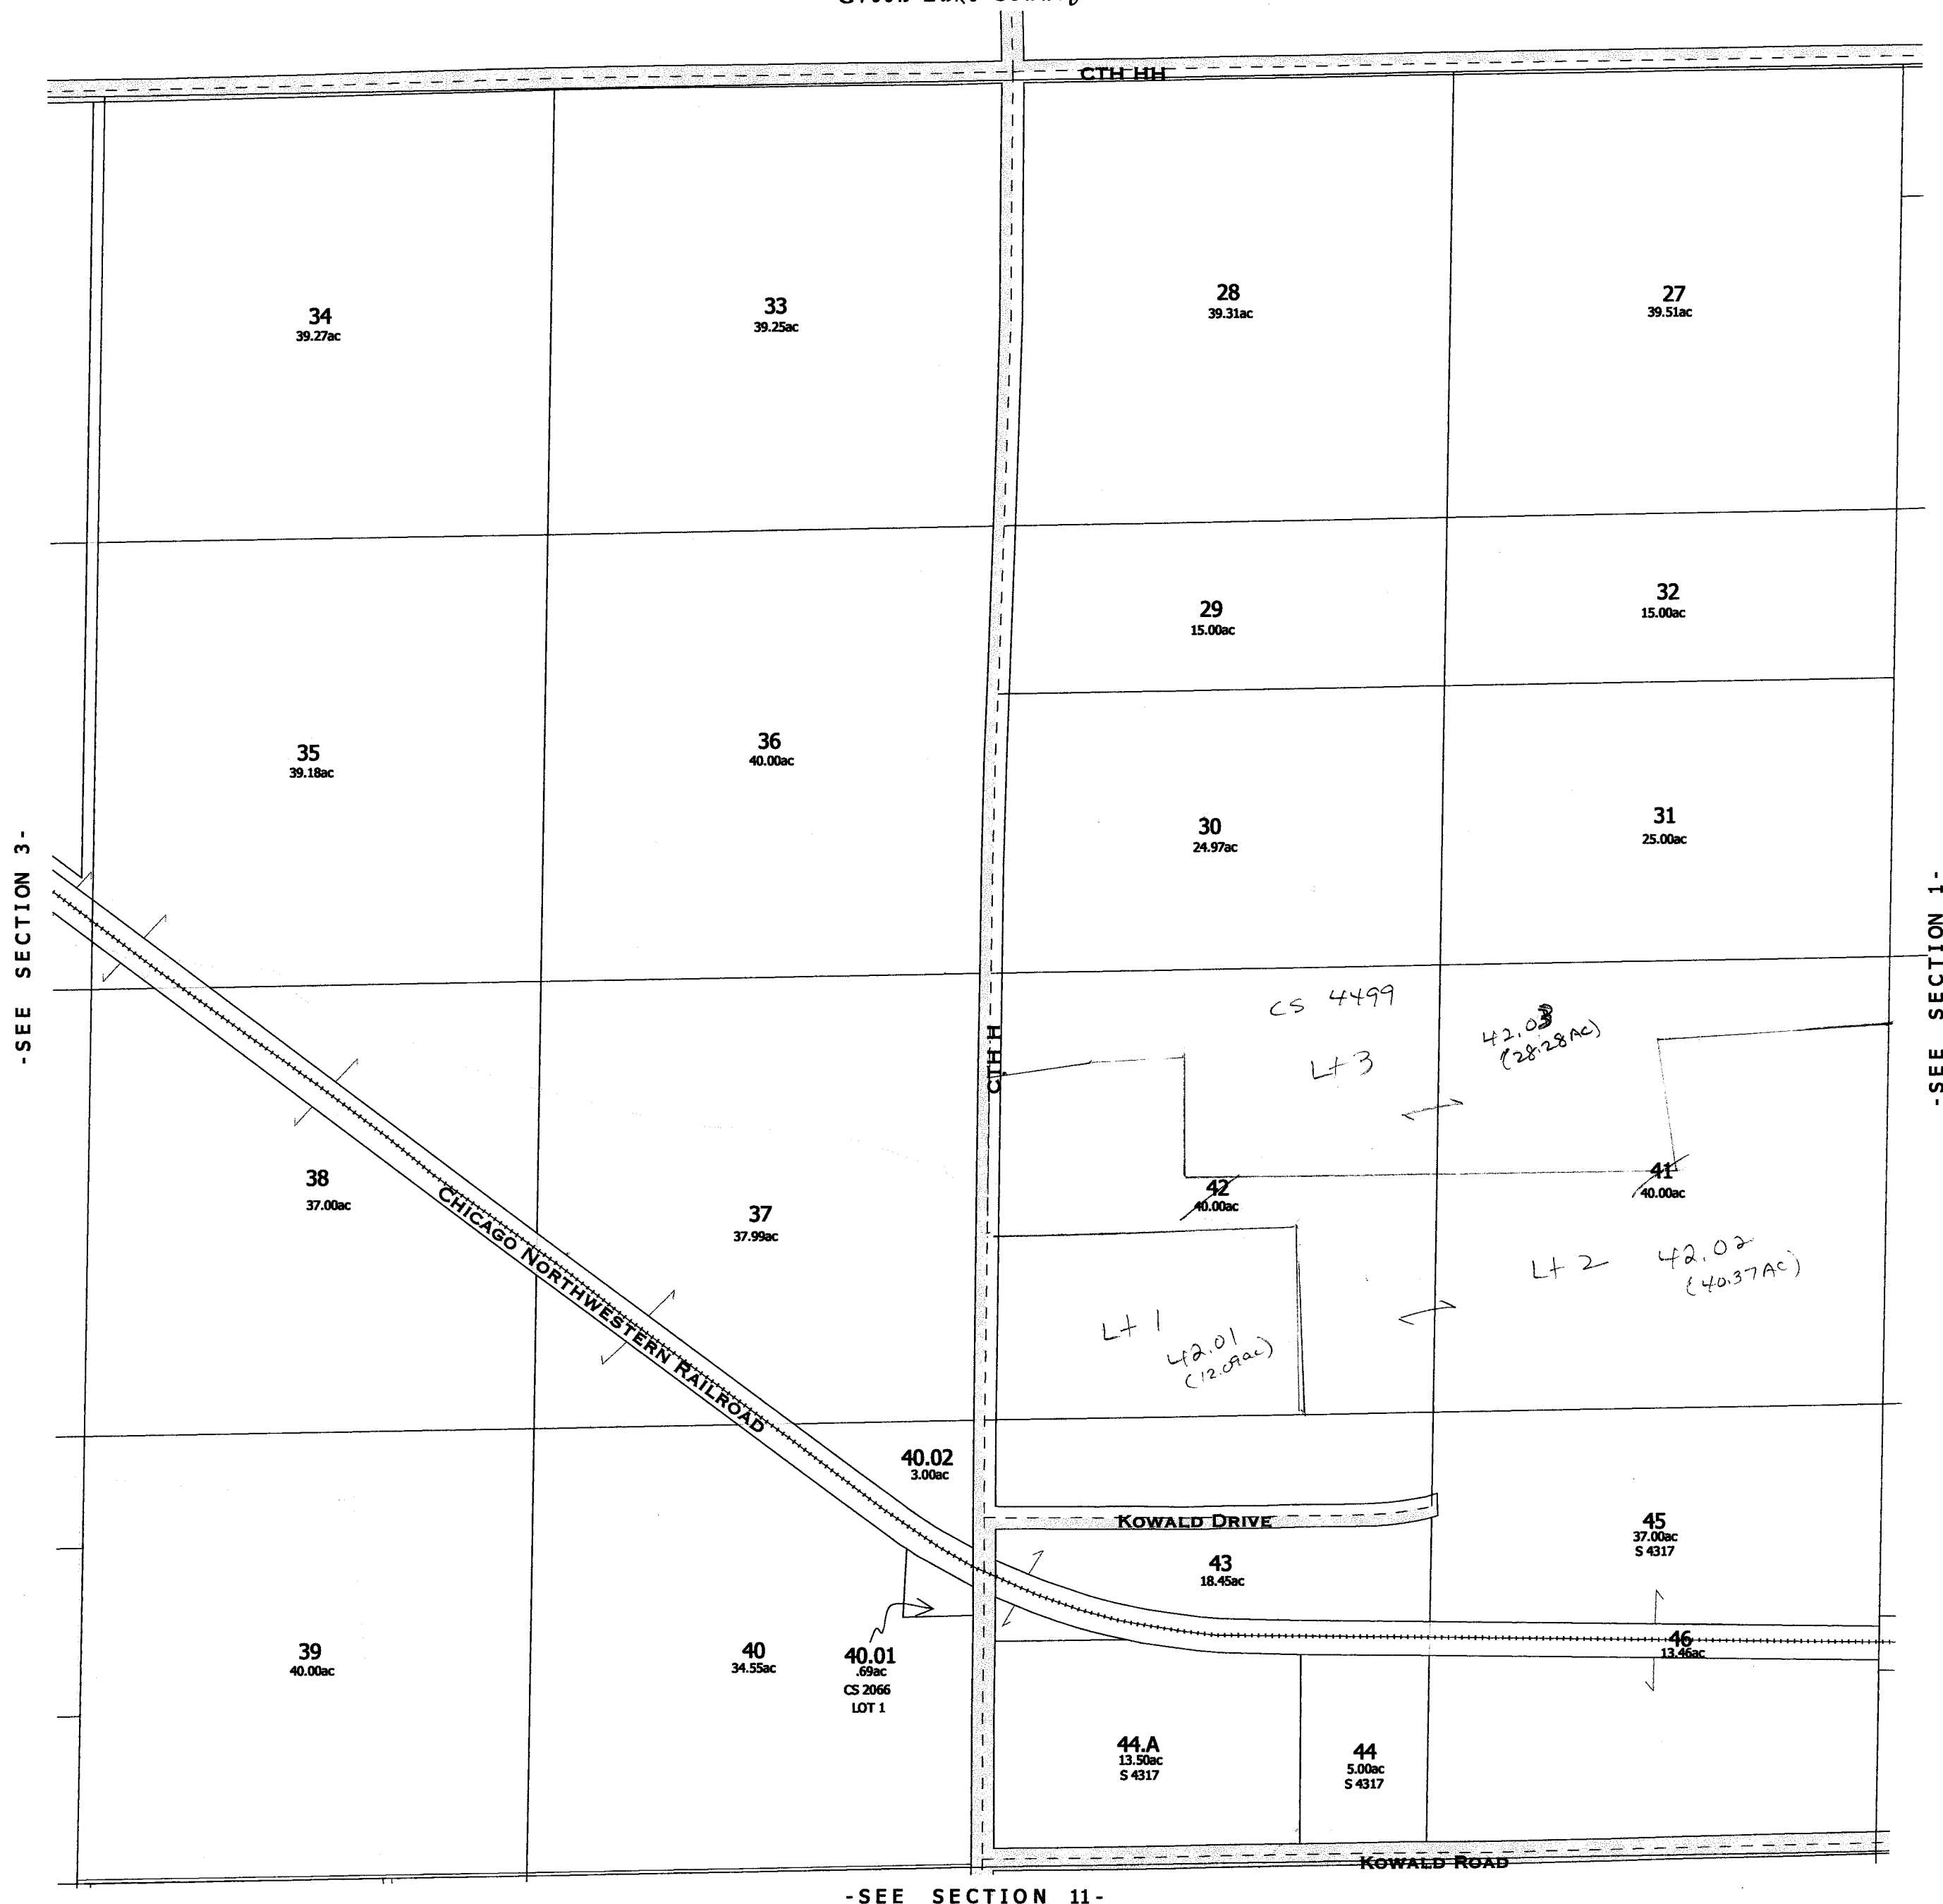 Green Lake County
CTH HH
34
39.27ac
33
39.25ac
28
39.31ac
27
39.51ac
29
15.00ac
32
15.00ac
35
39.18ac
36
40.00ac
30
24.97ac
31
25.00ac
-SEE SECTION 3-
-SEE SECTION 1-
CTH H
CS 4499
Lt 3
42.03
(28.28AC)
38
37.00ac
CHICAGO NORTHWESTERN RAILROAD
37
37.99ac
42
40.00ac
41
40.00ac
Lt 2
42.02
(40.37AC)
Lt 1
42.01
(12.09ac)
40.02
3.00ac
KOWALD DRIVE
43
18.45ac
45
37.00ac
S 4317
39
40.00ac
40
34.55ac
40.01
.69ac
CS 2066
LOT 1
46
13.46ac
44.A
13.50ac
S 4317
44
5.00ac
S 4317
KOWALD ROAD
-SEE SECTION 11-